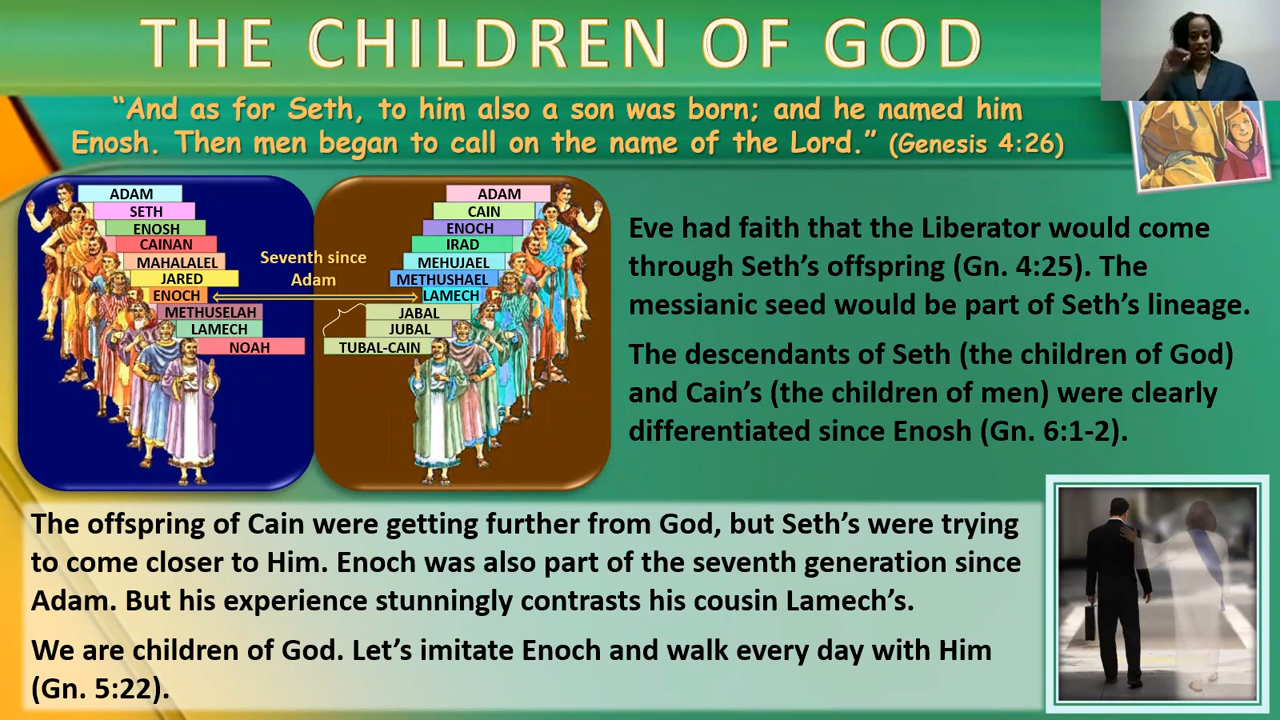 THE CHILDREN OF GOD
“And as for Seth, to him also a son was born; and he named him
Enosh. Then men began to call on the name of the Lord.” (Genesis 4:26)
ADAM
SETH
ENOSH
CAINAN
MAHALALEL
JARED
ENOCH
METHUSELAH
LAMECH
NOAH
Seventh since
Adam
ADAM
CAIN
ENOCH
IRAD
MEHUJAEL
METHUSHAEL
LAMECH
JABAL
JUBAL
TUBAL-CAIN
Eve had faith that the Liberator would come
through Seth’s offspring (Gn. 4:25). The
messianic seed would be part of Seth’s lineage.
The descendants of Seth (the children of God)
and Cain’s (the children of men) were clearly
differentiated since Enosh (Gn. 6:1-2).
The offspring of Cain were getting further from God, but Seth’s were trying
to come closer to Him. Enoch was also part of the seventh generation since
Adam. But his experience stunningly contrasts his cousin Lamech’s.
We are children of God. Let’s imitate Enoch and walk every day with Him
(Gn. 5:22).